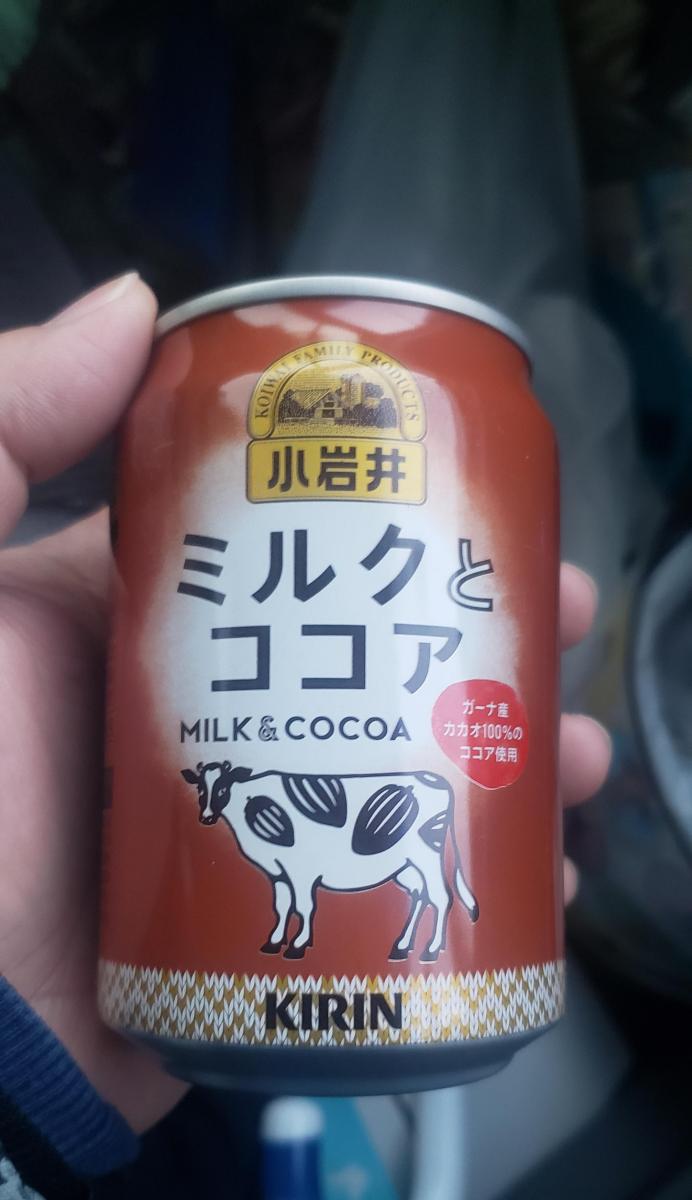 KOIWAI FAMILY PRODUCTS
小岩井
ミルクと
ココア
MILK & COCOA
ガーナ産
カカオ100%の
ココア使用
KIRIN